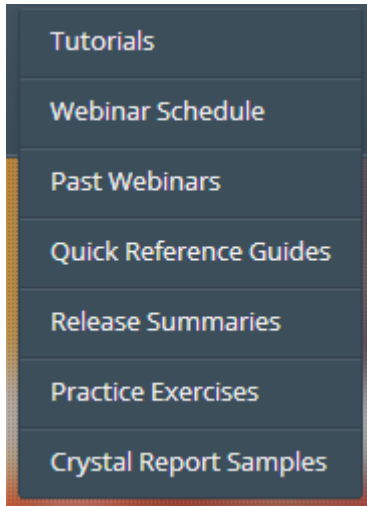 Tutorials
Webinar Schedule
Past Webinars
Quick Reference Guides
Release Summaries
Practice Exercises
Crystal Report Samples